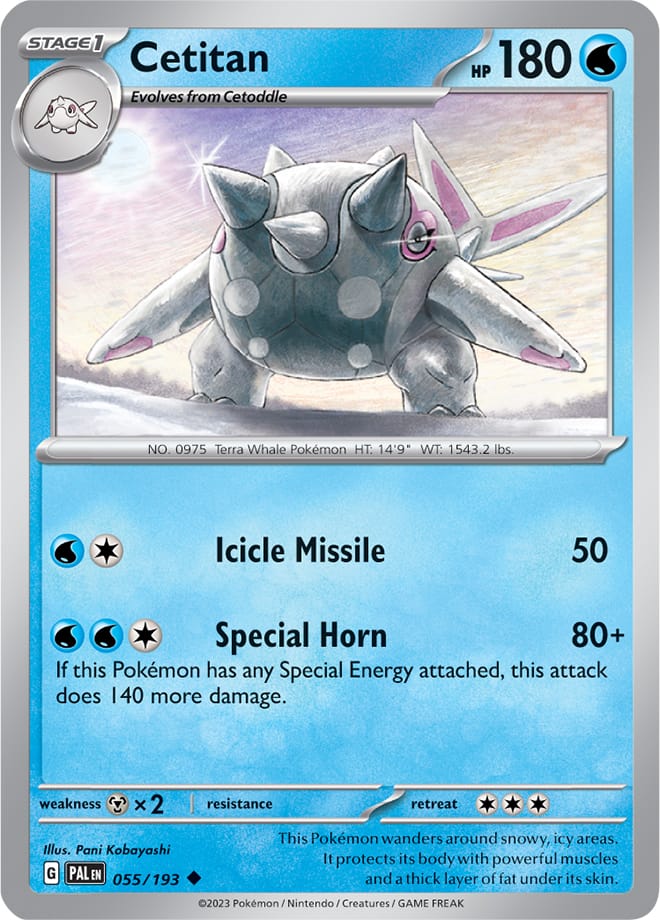 STAGE 1
Cetitan
HP 180
Evolves from Cetoddle
NO. 0975 Terra Whale Pokémon HT: 14'9" WT: 1543.2 lbs.
Icicle Missile 50
Special Horn 80+
If this Pokémon has any Special Energy attached, this attack
does 140 more damage.
weakness ×2 resistance retreat
Illus. Pani Kobayashi
G PAL EN 055/193
This Pokémon wanders around snowy, icy areas.
It protects its body with powerful muscles
and a thick layer of fat under its skin.
©2023 Pokémon / Nintendo / Creatures / GAME FREAK